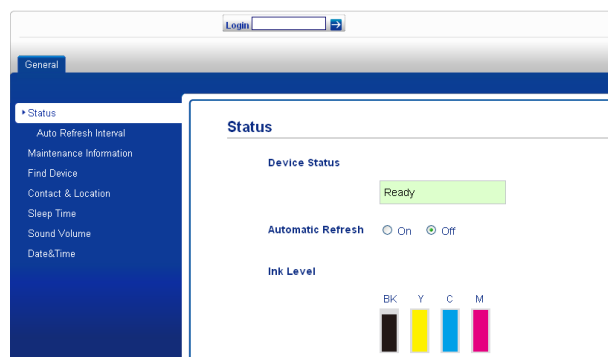 Login
General
Status
Auto Refresh Interval
Maintenance Information
Find Device
Contact & Location
Sleep Time
Sound Volume
Date&Time
Status
Device Status
Ready
Automatic Refresh On Off
Ink Level
BK Y C M